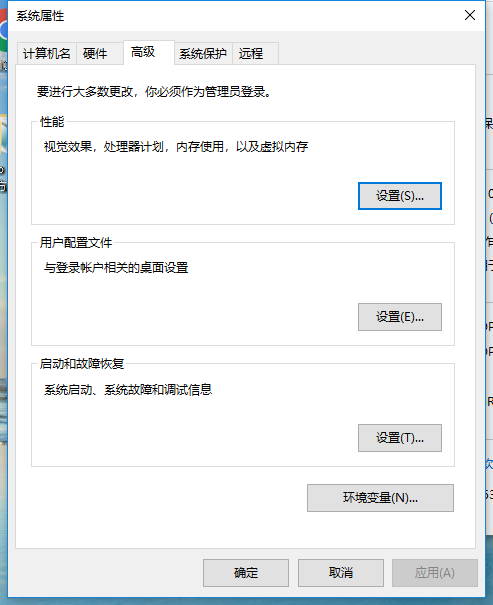 系统属性
计算机名
硬件
高级
系统保护
远程
要进行大多数更改，你必须作为管理员登录。
性能
视觉效果，处理器计划，内存使用，以及虚拟内存
设置(S)...
用户配置文件
与登录帐户相关的桌面设置
设置(E)...
启动和故障恢复
系统启动、系统故障和调试信息
设置(T)...
环境变量(N)...
确定
取消
应用(A)